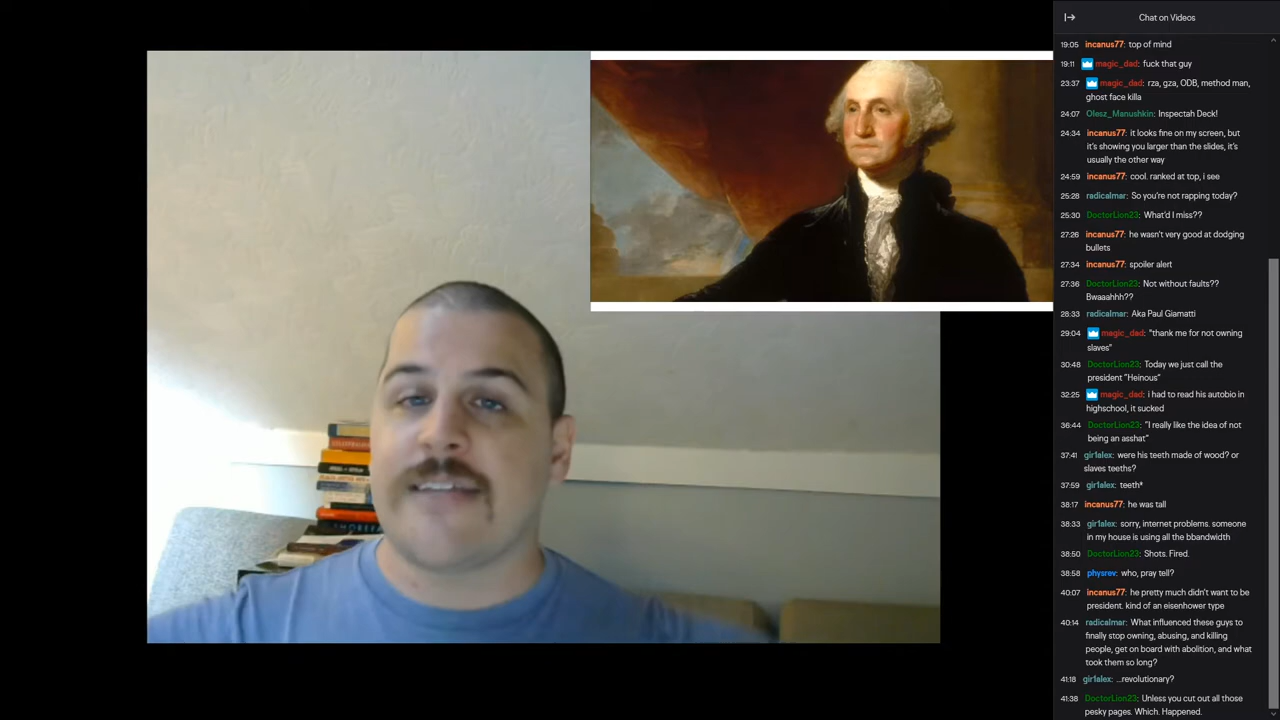 Chat on Videos
19:05 incanus77: top of mind
19:11 magic_dad: fuck that guy
23:37 magic_dad: rza, gza, ODB, method man,
ghost face killa
24:07 Olesz_Manushkin: Inspectah Deck!
24:34 incanus77: it looks fine on my screen, but
it's showing you larger than the slides, it's
usually the other way
24:59 incanus77: cool. ranked at top, i see
25:28 radicalmar: So you're not rapping today?
25:30 DoctorLion23: What'd I miss??
27:26 incanus77: he wasn't very good at dodging
bullets
27:34 incanus77: spoiler alert
27:36 DoctorLion23: Not without faults??
Bwaaahhh??
28:33 radicalmar: Aka Paul Giamatti
29:04 magic_dad: "thank me for not owning
slaves"
30:48 DoctorLion23: Today we just call the
president "Heinous"
32:25 magic_dad: i had to read his autobio in
highschool, it sucked
36:44 DoctorLion23: "I really like the idea of not
being an asshat"
37:41 gir1alex: were his teeth made of wood? or
slaves teeths?
37:59 gir1alex: teeth*
38:17 incanus77: he was tall
38:33 gir1alex: sorry, internet problems. someone
in my house is using all the bbandwidth
38:50 DoctorLion23: Shots. Fired.
38:58 physrev: who, pray tell?
40:07 incanus77: he pretty much didn't want to be
president. kind of an eisenhower type
40:14 radicalmar: What influenced these guys to
finally stop owning, abusing, and killing
people, get on board with abolition, and what
took them so long?
41:18 gir1alex: ...revolutionary?
41:38 DoctorLion23: Unless you cut out all those
pesky pages. Which. Happened.